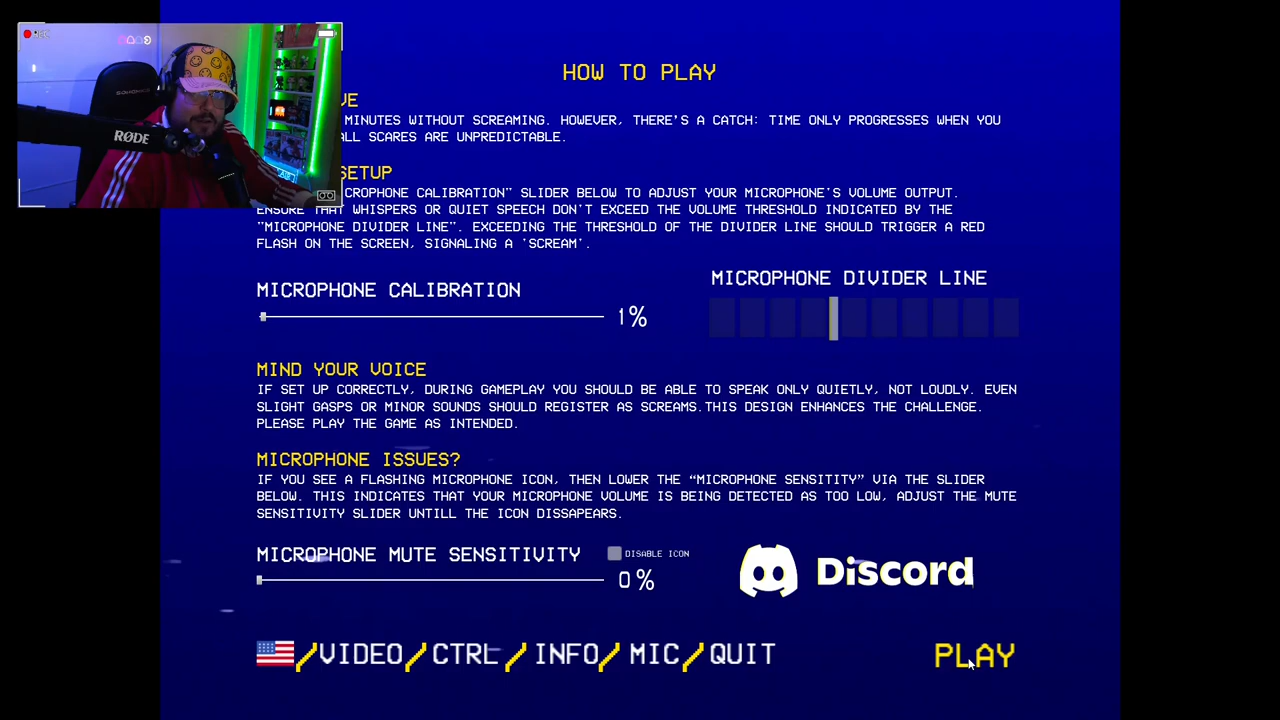 HOW TO PLAY
VE
MINUTES WITHOUT SCREAMING. HOWEVER, THERE'S A CATCH: TIME ONLY PROGRESSES WHEN YOU
ALL SCARES ARE UNPREDICTABLE.
SETUP
CROPHONE CALIBRATION" SLIDER BELOW TO ADJUST YOUR MICROPHONE'S VOLUME OUTPUT.
ENSURE THAT WHISPERS OR QUIET SPEECH DON'T EXCEED THE VOLUME THRESHOLD INDICATED BY THE
"MICROPHONE DIVIDER LINE". EXCEEDING THE THRESHOLD OF THE DIVIDER LINE SHOULD TRIGGER A RED
FLASH ON THE SCREEN, SIGNALING A 'SCREAM'.
MICROPHONE CALIBRATION
1%
MICROPHONE DIVIDER LINE
MIND YOUR VOICE
IF SET UP CORRECTLY, DURING GAMEPLAY YOU SHOULD BE ABLE TO SPEAK ONLY QUIETLY, NOT LOUDLY. EVEN
SLIGHT GASPS OR MINOR SOUNDS SHOULD REGISTER AS SCREAMS.THIS DESIGN ENHANCES THE CHALLENGE.
PLEASE PLAY THE GAME AS INTENDED.
MICROPHONE ISSUES?
IF YOU SEE A FLASHING MICROPHONE ICON, THEN LOWER THE “MICROPHONE SENSITITY” VIA THE SLIDER
BELOW. THIS INDICATES THAT YOUR MICROPHONE VOLUME IS BEING DETECTED AS TOO LOW, ADJUST THE MUTE
SENSITIVITY SLIDER UNTILL THE ICON DISSAPEARS.
MICROPHONE MUTE SENSITIVITY
DISABLE ICON
0%
Discord
VIDEO/CTRL/INFO/MIC/QUIT
PLAY
RØDE